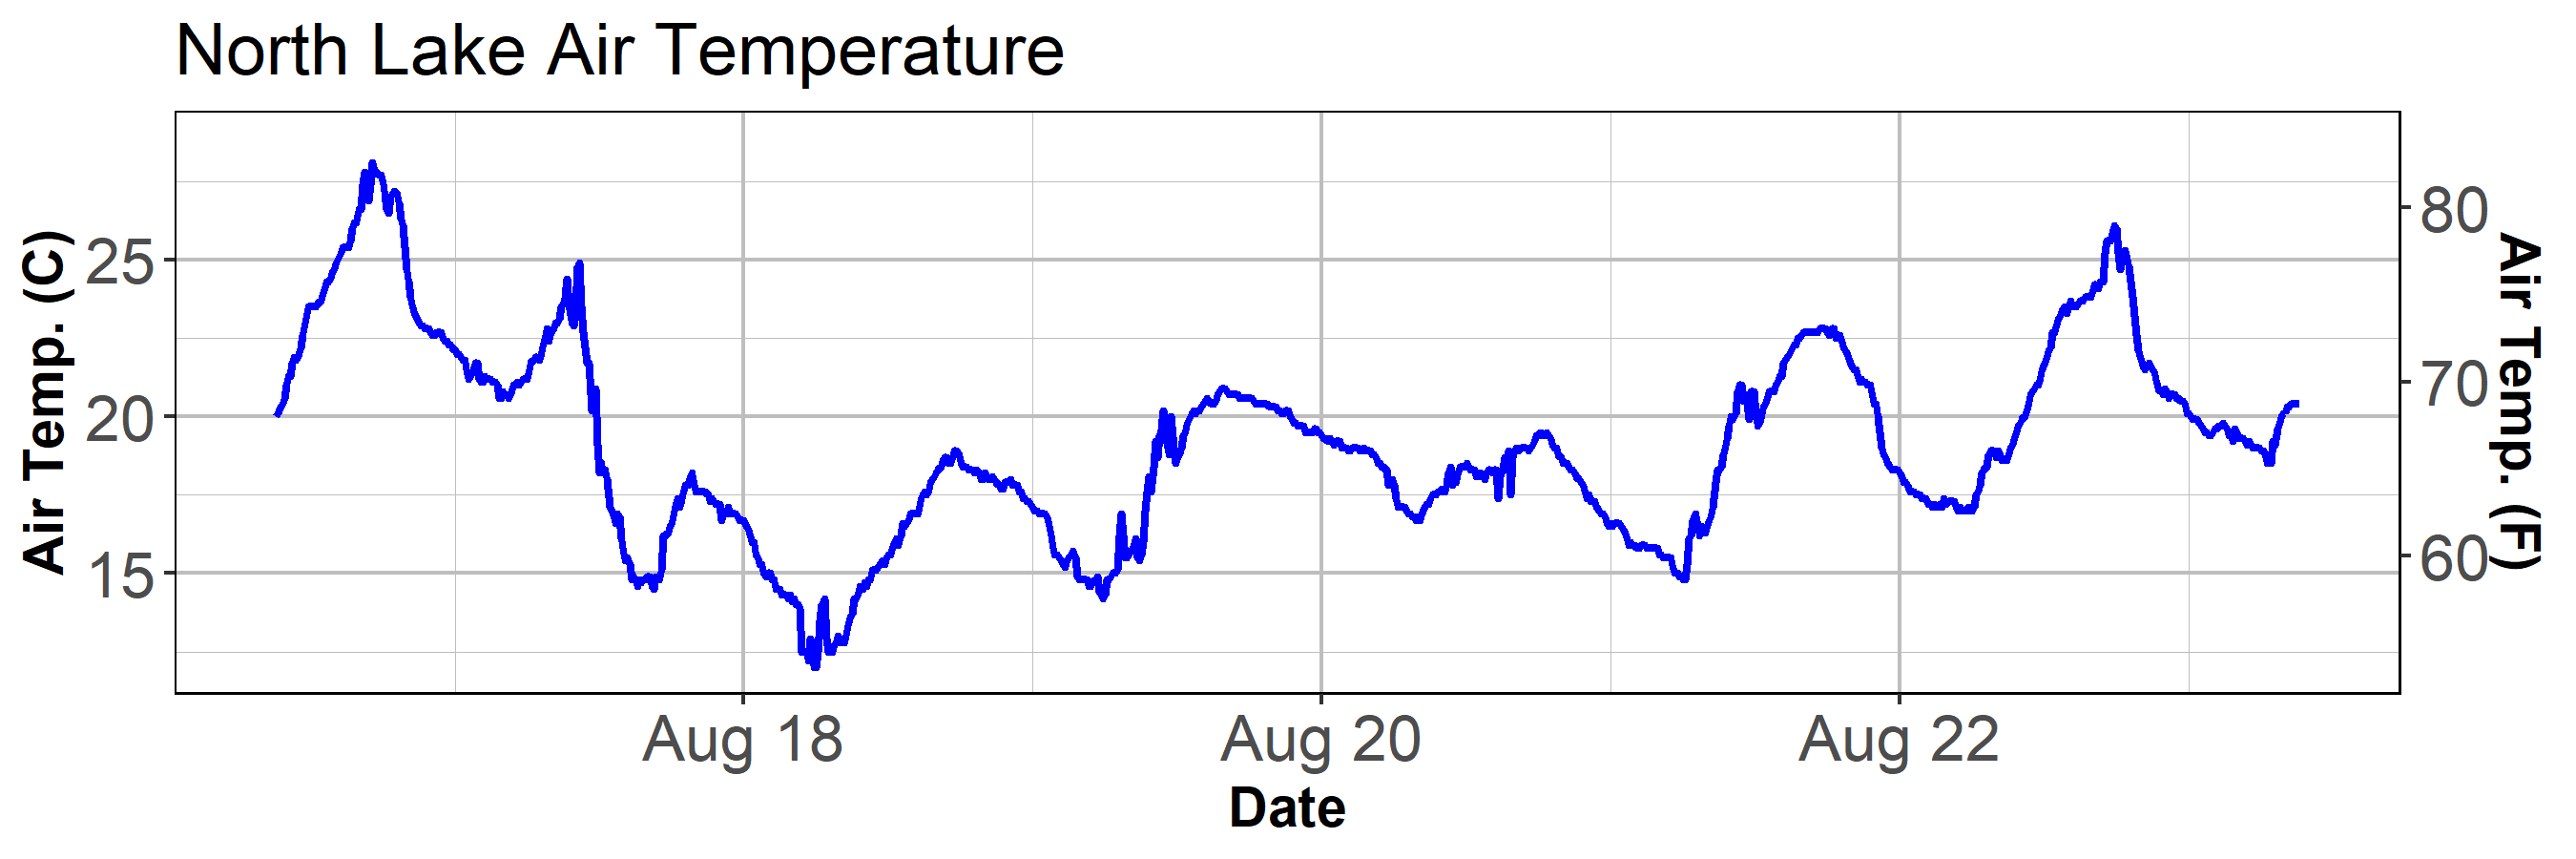 North Lake Air Temperature
Air Temp. (C)
25
20
15
80
70
60
Air Temp. (F)
Aug 18
Aug 20
Aug 22
Date